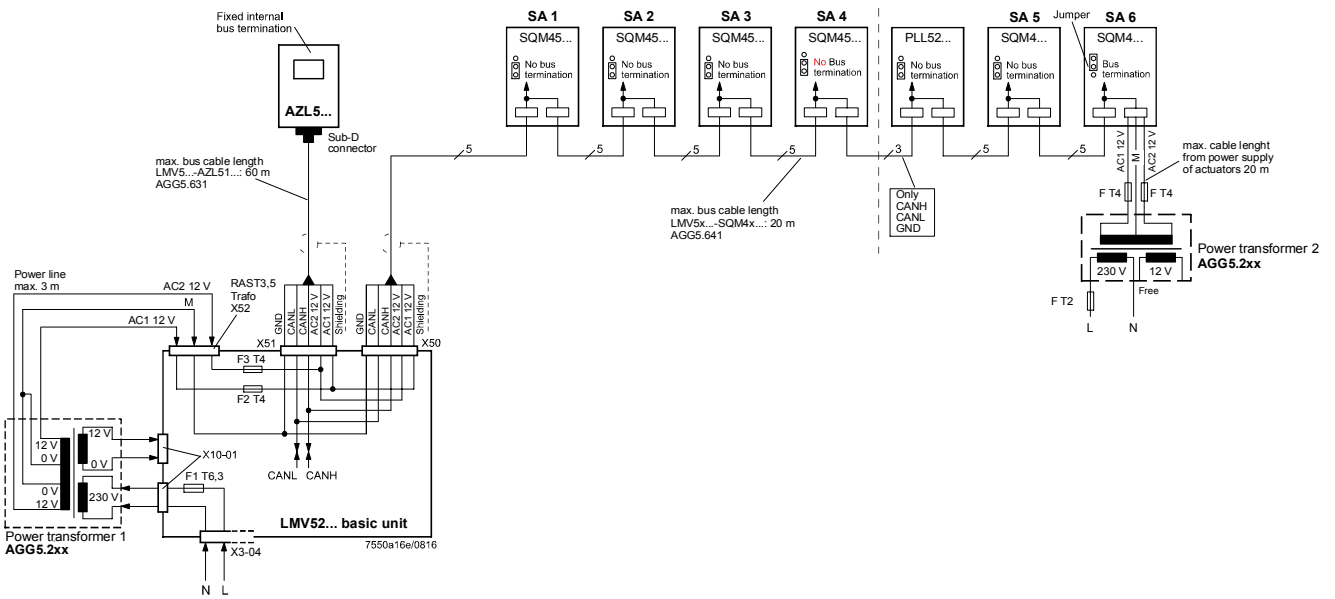 Fixed internal
bus termination
AZL5...
Sub-D
connector
max. bus cable length
LMV5...-AZL51...: 60 m
AGG5.631
SA 1
SQM45...
No bus
termination
SA 2
SQM45...
No bus
termination
SA 3
SQM45...
No bus
termination
SA 4
SQM45...
No Bus
termination
PLL52...
No bus
termination
SA 5
SQM4...
No bus
termination
Jumper
SA 6
SQM4...
Bus
termination
5
5
5
5
3
5
5
Only
CANH
CANL
GND
max. bus cable length
LMV5x...-SQM4x...: 20 m
AGG5.641
AC1 12 V
M
AC2 12 V
max. cable lenght
from power supply
of actuators 20 m
F T4
F T4
Power transformer 2
AGG5.2xx
230 V
12 V
Free
F T2
L
N
Power line
max. 3 m
AC2 12 V
M
AC1 12 V
RAST3,5
Trafo
X52
GND
CANL
CANH
AC2 12 V
AC1 12 V
Shielding
GND
CANL
CANH
AC2 12 V
AC1 12 V
Shielding
X51
X50
F3 T4
F2 T4
12 V
0 V
0 V
12 V
12 V
0 V
230 V
X10-01
F1 T6,3
CANL
CANH
LMV52... basic unit
7550a16e/0816
Power transformer 1
AGG5.2xx
X3-04
N
L